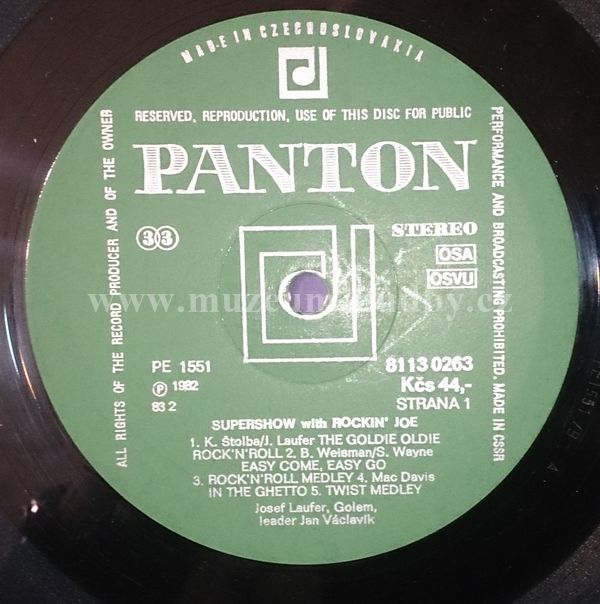 MADE IN CZECHOSLOVAKIA
RESERVED, REPRODUCTION, USE OF THIS DISC FOR PUBLIC
PERFORMANCE AND BROADCASTING PROHIBITED. MADE IN CSSR
ALL RIGHTS OF THE RECORD PRODUCER AND OF THE OWNER
PANTON
33
STEREO
OSA
OSVU
PE 1551
℗ 1982
83 2
8113 0263
Kčs 44,-
STRANA 1
SUPERSHOW with ROCKIN' JOE
1. K. Štolba/J. Laufer THE GOLDIE OLDIE
ROCK'N'ROLL 2. B. Weisman/S. Wayne
EASY COME, EASY GO
3. ROCK'N'ROLL MEDLEY 4. Mac Davis
IN THE GHETTO 5. TWIST MEDLEY
Josef Laufer, Golem,
leader Jan Václavík